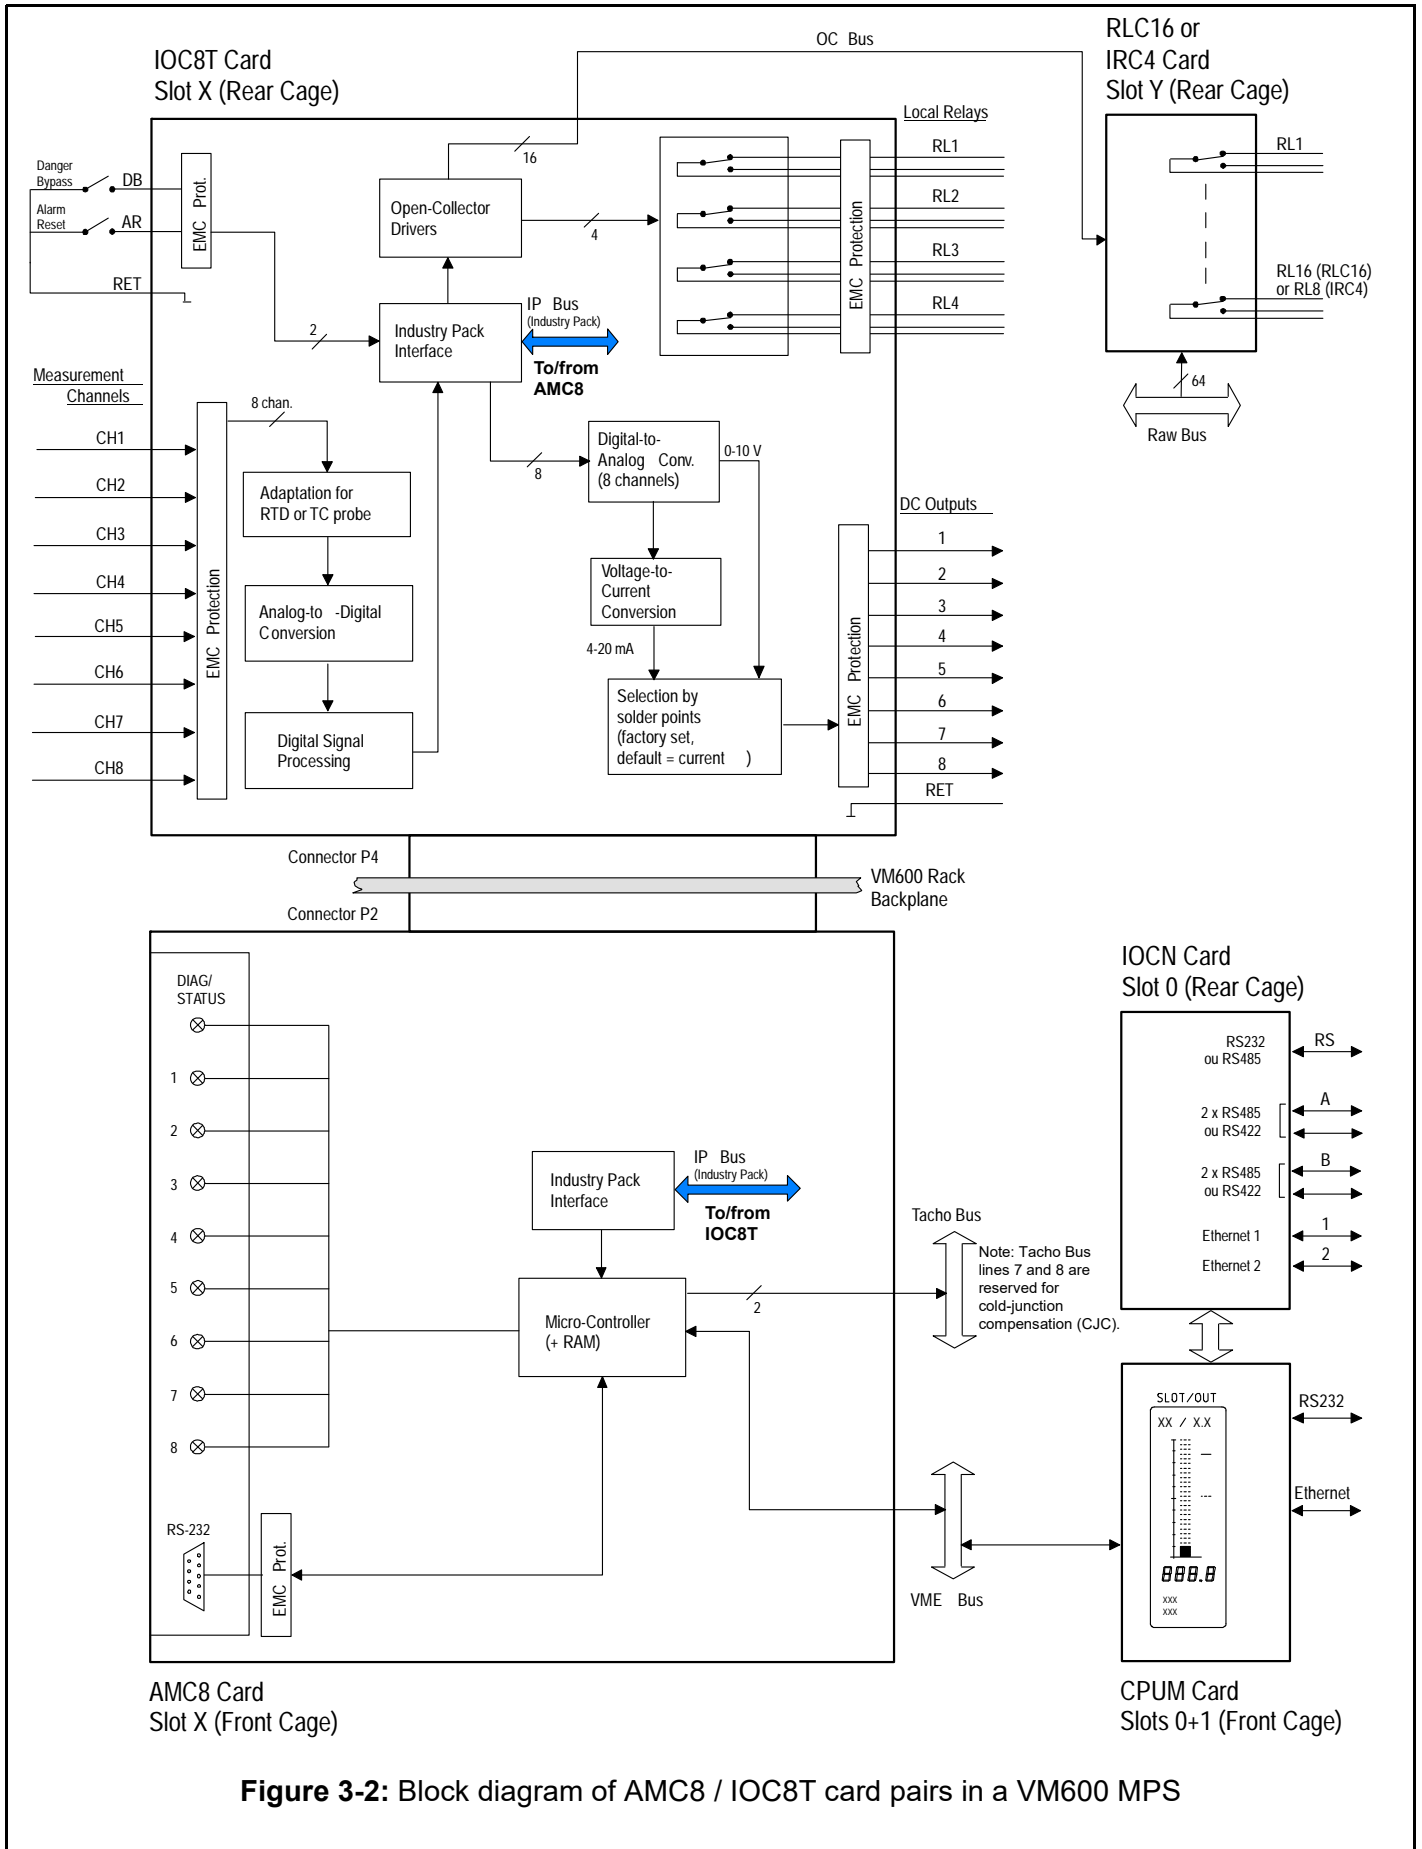 IOC8T Card
Slot X (Rear Cage)
OC Bus
RLC16 or
IRC4 Card
Slot Y (Rear Cage)
Local Relays
Danger
Bypass
DB
Alarm
Reset
AR
RET
EMC Prot.
2
16
Open-Collector
Drivers
4
Industry Pack
Interface
IP Bus
(Industry Pack)
To/from
AMC8
EMC Protection
RL1
RL2
RL3
RL4
RL1
RL16 (RLC16)
or RL8 (IRC4)
64
Raw Bus
Measurement
Channels
CH1
CH2
CH3
CH4
CH5
CH6
CH7
CH8
EMC Protection
8 chan.
Adaptation for
RTD or TC probe
Analog-to -Digital
Conversion
Digital Signal
Processing
8
Digital-to-
Analog Conv.
(8 channels)
0-10 V
Voltage-to-
Current
Conversion
4-20 mA
Selection by
solder points
(factory set,
default = current )
EMC Protection
DC Outputs
1
2
3
4
5
6
7
8
RET
Connector P4
VM600 Rack
Backplane
Connector P2
DIAG/
STATUS
1
2
3
4
5
6
7
8
RS-232
EMC Prot.
Industry Pack
Interface
IP Bus
(Industry Pack)
To/from
IOC8T
Micro-Controller
(+ RAM)
2
Tacho Bus
Note: Tacho Bus
lines 7 and 8 are
reserved for
cold-junction
compensation (CJC).
VME Bus
IOCN Card
Slot 0 (Rear Cage)
RS232
ou RS485
RS
2 x RS485
ou RS422
A
2 x RS485
ou RS422
B
Ethernet 1
1
Ethernet 2
2
SLOT/OUT
XX / X.X
888.8
XXX
XXX
RS232
Ethernet
AMC8 Card
Slot X (Front Cage)
CPUM Card
Slots 0+1 (Front Cage)
Figure 3-2: Block diagram of AMC8 / IOC8T card pairs in a VM600 MPS